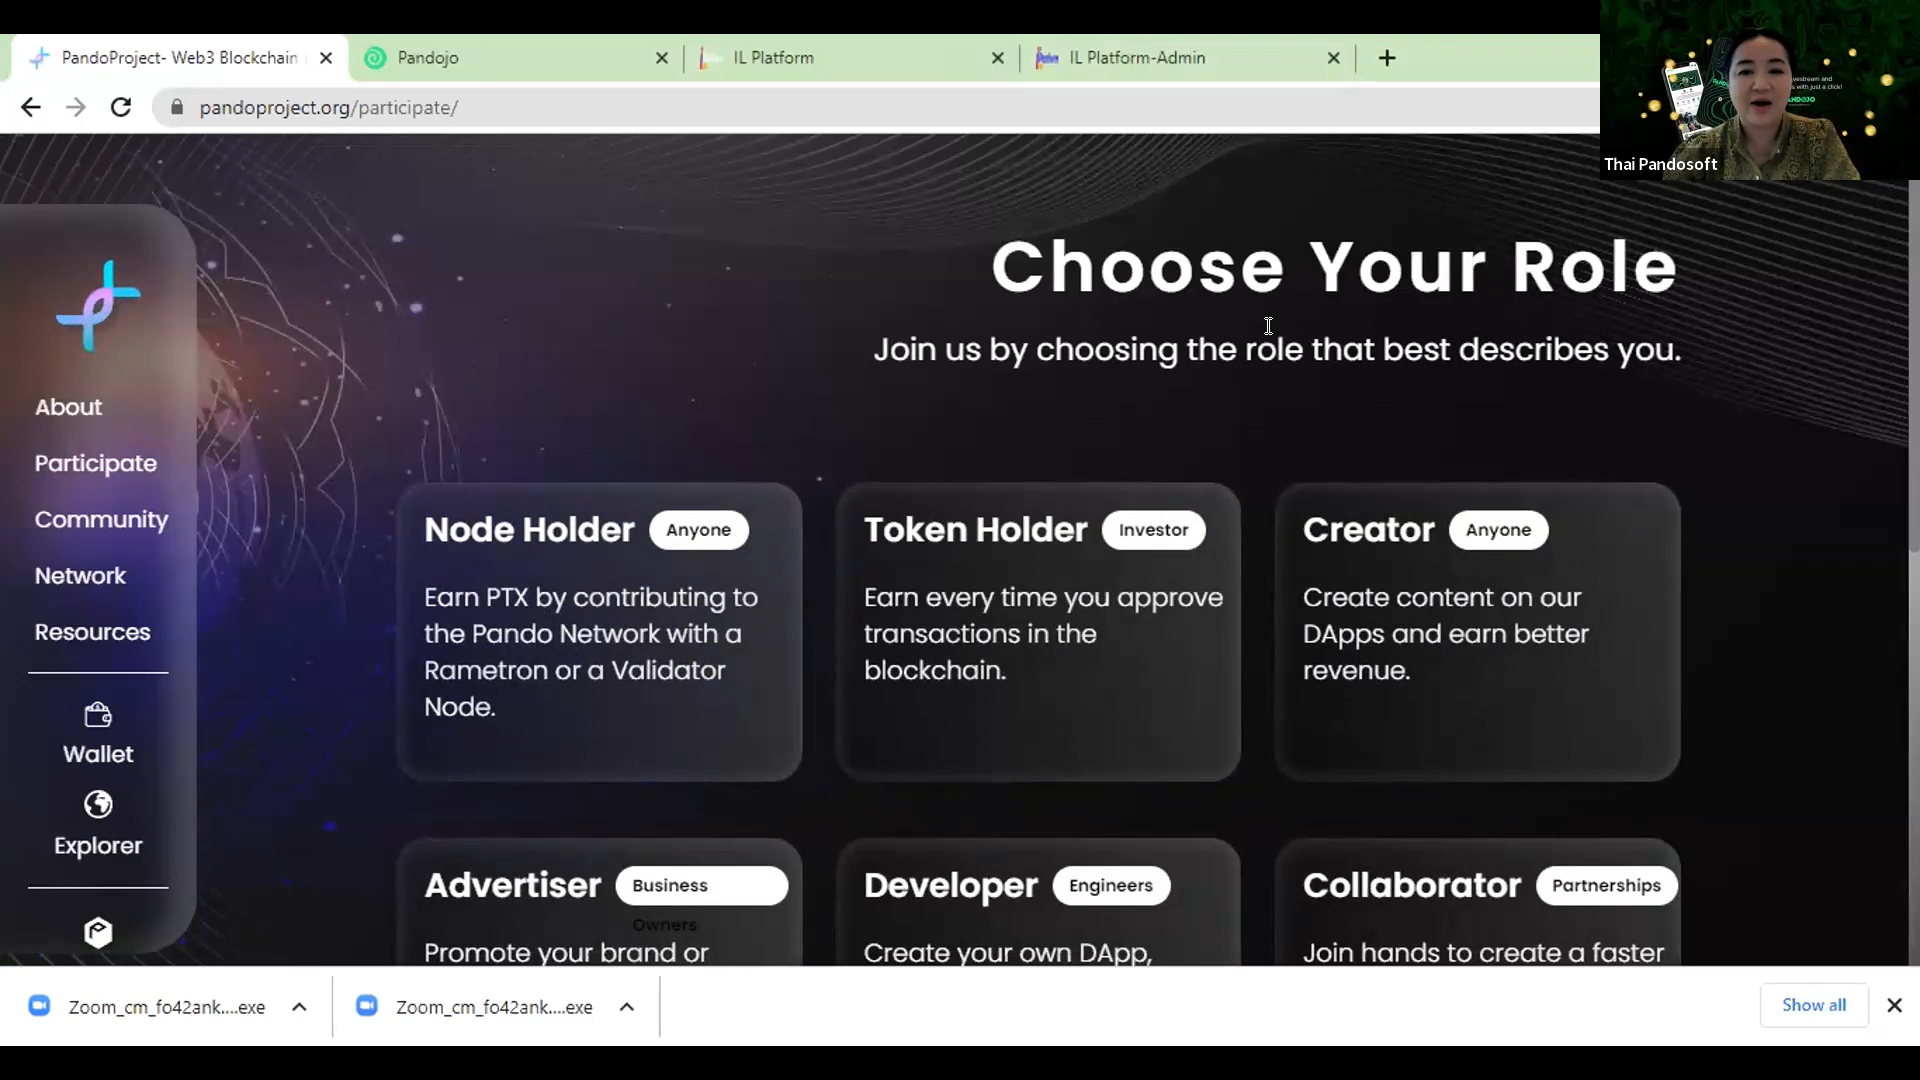 PandoProject- Web3 Blockchain
Pandojo
IL Platform
IL Platform-Admin
pandoproject.org/participate/
Thai Pandosoft
Choose Your Role
Join us by choosing the role that best describes you.
About
Participate
Community
Network
Resources
Wallet
Explorer
Node Holder
Anyone
Earn PTX by contributing to
the Pando Network with a
Rametron or a Validator
Node.
Token Holder
Investor
Earn every time you approve
transactions in the
blockchain.
Creator
Anyone
Create content on our
DApps and earn better
revenue.
Advertiser
Business
Owners
Promote your brand or
Developer
Engineers
Create your own DApp,
Collaborator
Partnerships
Join hands to create a faster
Zoom_cm_fo42ank....exe
Zoom_cm_fo42ank....exe
Show all